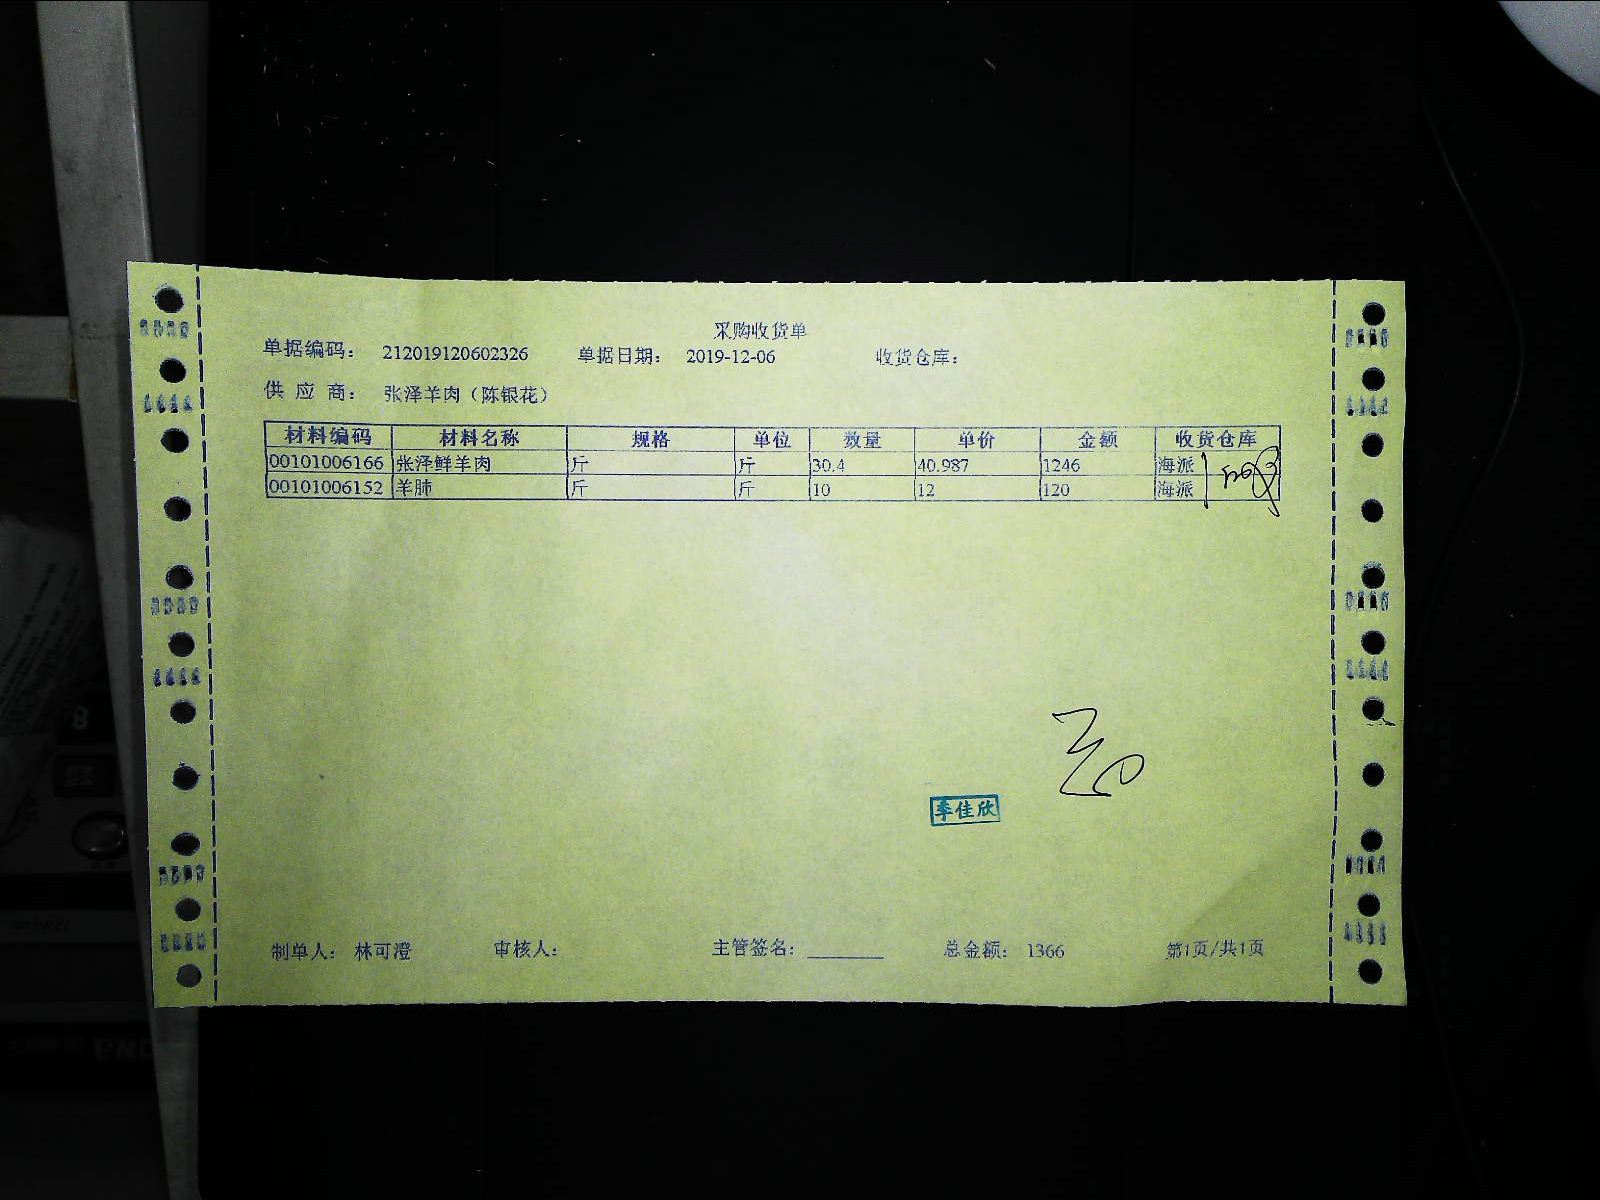 采购收货单
单据编码： 212019120602326 单据日期： 2019-12-06 收货仓库：
供应商： 张泽羊肉（陈银花）
材料编码 材料名称 规格 单位 数量 单价 金额 收货仓库
00101006166 张泽鲜羊肉 斤 斤 30.4 40.987 1246 海派
00101006152 羊肺 斤 斤 10 12 120 海派
季佳欣
制单人： 林可澄 审核人： 主管签名： 总金额： 1366 第1页/共1页